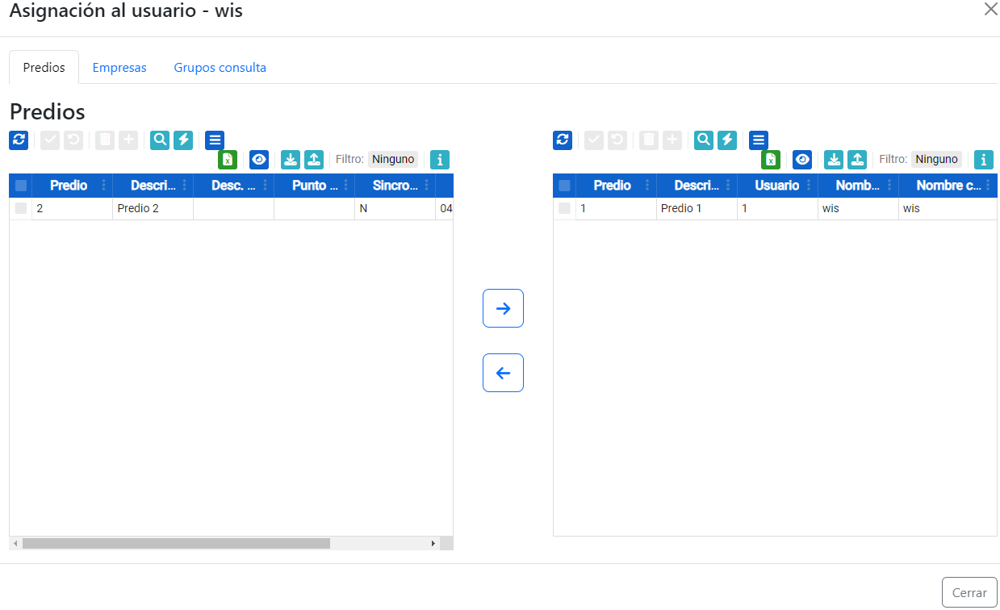 Asignación al usuario - wis
Predios Empresas Grupos consulta
Predios
Filtro: Ninguno
Predio Descri... Desc. ... Punto ... Sincro...
2 Predio 2 N 04
Filtro: Ninguno
Predio Descri... Usuario Nomb... Nombre c...
1 Predio 1 1 wis wis
Cerrar